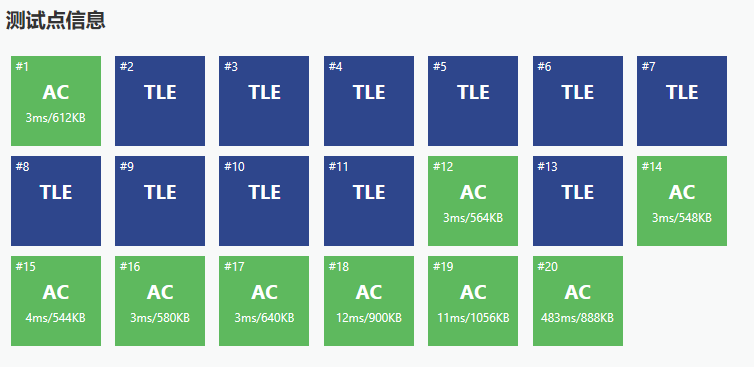 测试点信息
#1 #2 #3 #4 #5 #6 #7
AC TLE TLE TLE TLE TLE TLE
3ms/612KB
#8 #9 #10 #11 #12 #13 #14
TLE TLE TLE TLE AC TLE AC
3ms/564KB 3ms/548KB
#15 #16 #17 #18 #19 #20
AC AC AC AC AC AC
4ms/544KB 3ms/580KB 3ms/640KB 12ms/900KB 11ms/1056KB 483ms/888KB